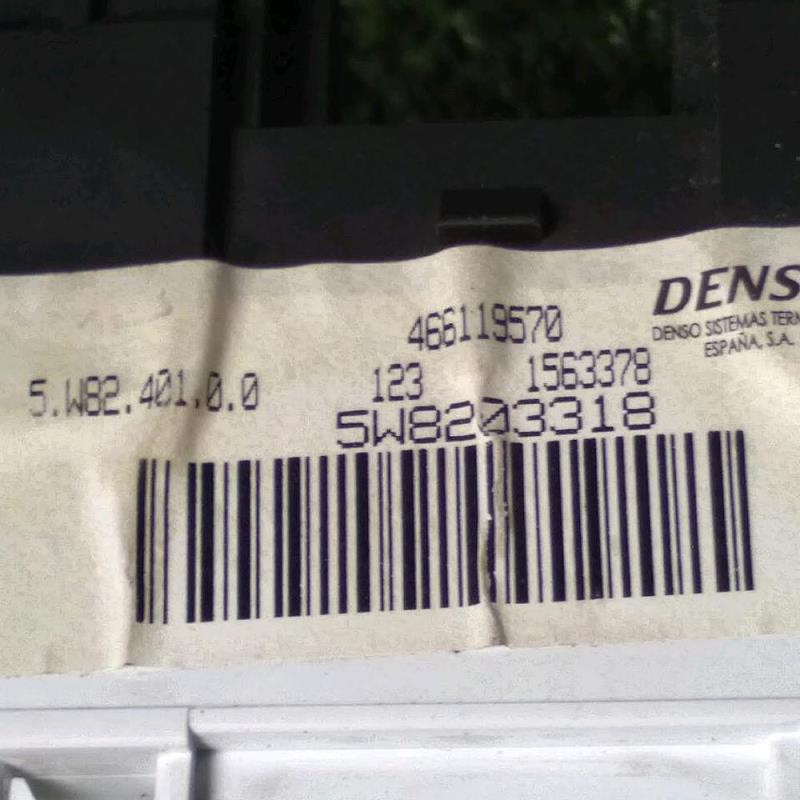 DENS
DENSO SISTEMAS TERM
ESPAÑA, S.A.
466119570
5.W82.401.0.0 123 1563378
5W8203318